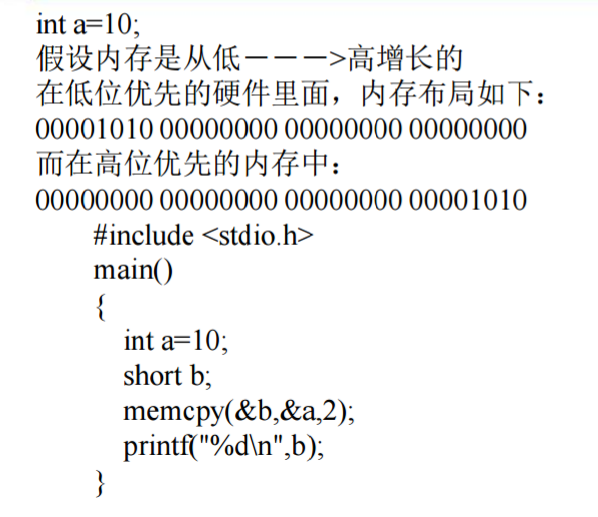 int a=10;
假设内存是从低－－－>高增长的
在低位优先的硬件里面，内存布局如下：
00001010 00000000 00000000 00000000
而在高位优先的内存中：
00000000 00000000 00000000 00001010
#include <stdio.h>
main()
{
int a=10;
short b;
memcpy(&b,&a,2);
printf("%d\n",b);
}